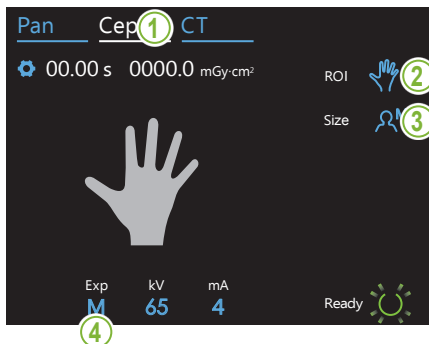 Pan Cep 1 CT
00.00 s 0000.0 mGy·cm²
ROI 2
Size 3
Exp kV mA
M 65 4
Ready
4